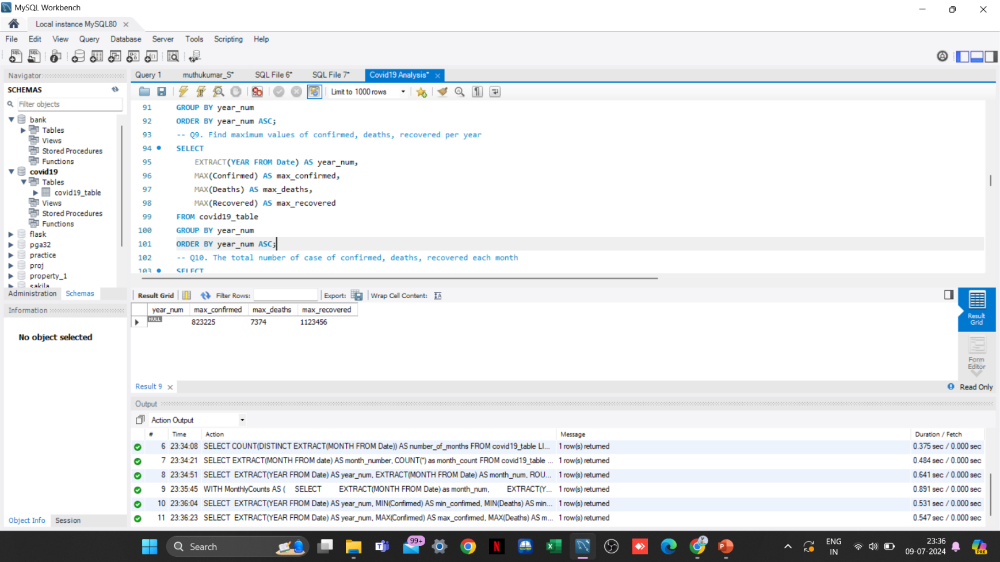 MySQL Workbench
Local instance MySQL80
File Edit View Query Database Server Tools Scripting Help
Navigator
SCHEMAS
Filter objects
bank
Tables
Views
Stored Procedures
Functions
covid19
Tables
covid19_table
Views
Stored Procedures
Functions
flask
pga32
practice
proj
property_1
sakila
Administration Schemas
Information
No object selected
Object Info Session
Query 1 muthukumar_S* SQL File 6* SQL File 7* Covid19 Analysis*
Limit to 1000 rows
91 GROUP BY year_num
92 ORDER BY year_num ASC;
93 -- Q9. Find maximum values of confirmed, deaths, recovered per year
94 SELECT
95 EXTRACT(YEAR FROM Date) AS year_num,
96 MAX(Confirmed) AS max_confirmed,
97 MAX(Deaths) AS max_deaths,
98 MAX(Recovered) AS max_recovered
99 FROM covid19_table
100 GROUP BY year_num
101 ORDER BY year_num ASC;
102 -- Q10. The total number of case of confirmed, deaths, recovered each month
103 SELECT
Result Grid Filter Rows: Export: Wrap Cell Content:
year_num max_confirmed max_deaths max_recovered
NULL 823225 7374 1123456
Result Grid
Form Editor
Result 9
Read Only
Output
Action Output
# Time Action Message Duration / Fetch
6 23:34:08 SELECT COUNT(DISTINCT EXTRACT(MONTH FROM Date)) AS number_of_months FROM covid19_table LI... 1 row(s) returned 0.375 sec / 0.000 sec
7 23:34:21 SELECT EXTRACT(MONTH FROM date) AS month_number, COUNT(*) as month_count FROM covid19_table ... 1 row(s) returned 0.484 sec / 0.000 sec
8 23:34:51 SELECT EXTRACT(YEAR FROM Date) AS year_num, EXTRACT(MONTH FROM Date) AS month_num, ROU... 1 row(s) returned 0.641 sec / 0.000 sec
9 23:35:45 WITH MonthlyCounts AS ( SELECT EXTRACT(MONTH FROM Date) as month_num, EXTRACT(Y... 1 row(s) returned 0.891 sec / 0.000 sec
10 23:36:04 SELECT EXTRACT(YEAR FROM Date) AS year_num, MIN(Confirmed) AS min_confirmed, MIN(Deaths) AS min... 1 row(s) returned 0.531 sec / 0.000 sec
11 23:36:23 SELECT EXTRACT(YEAR FROM Date) AS year_num, MAX(Confirmed) AS max_confirmed, MAX(Deaths) AS m... 1 row(s) returned 0.547 sec / 0.000 sec
Search
99+
ENG
IN
23:36
09-07-2024
PRE